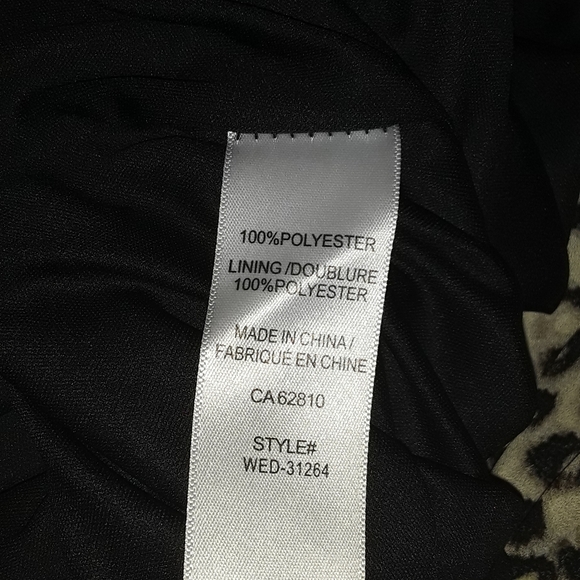 100%POLYESTER
LINING/DOUBLURE
100%POLYESTER
MADE IN CHINA/
FABRIQUÉ EN CHINE
CA 62810
STYLE#
WED-31264